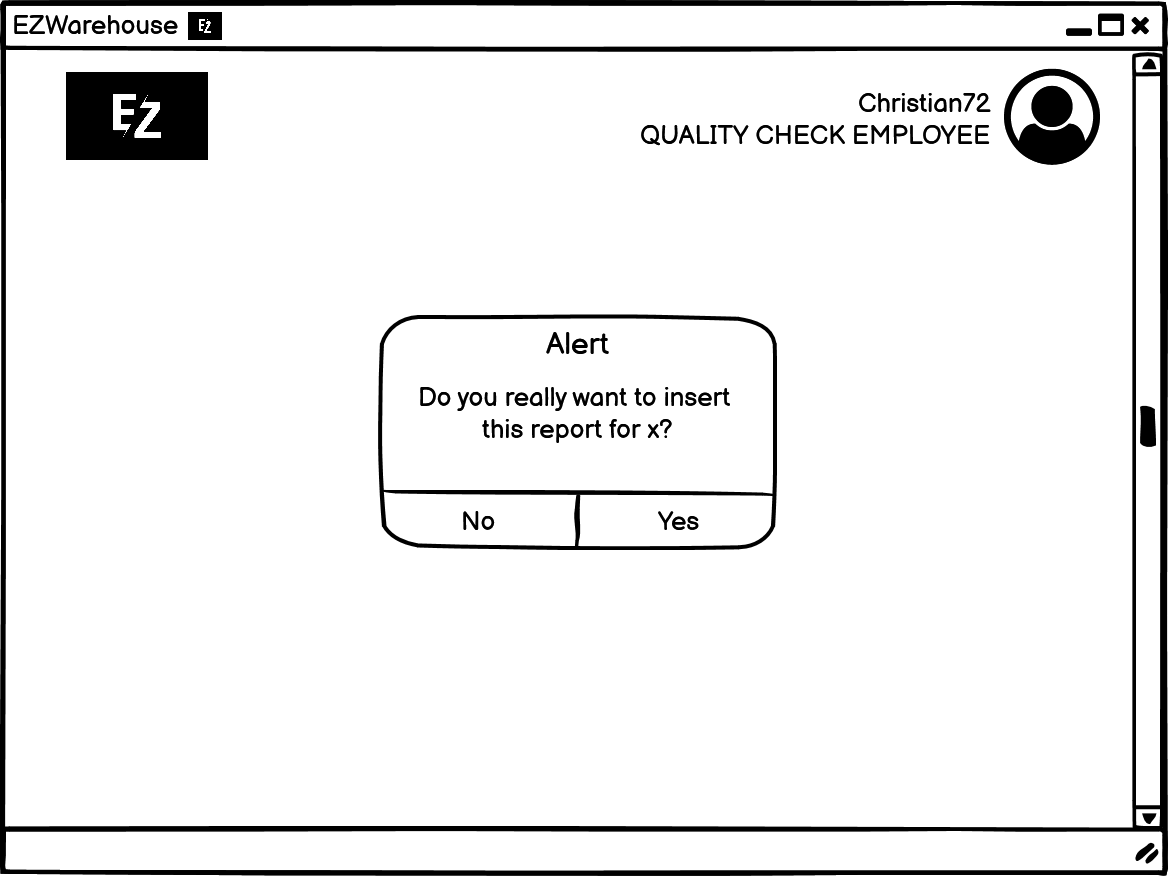 EZWarehouse EZ
EZ
Christian72
QUALITY CHECK EMPLOYEE
Alert
Do you really want to insert
this report for x?
No
Yes